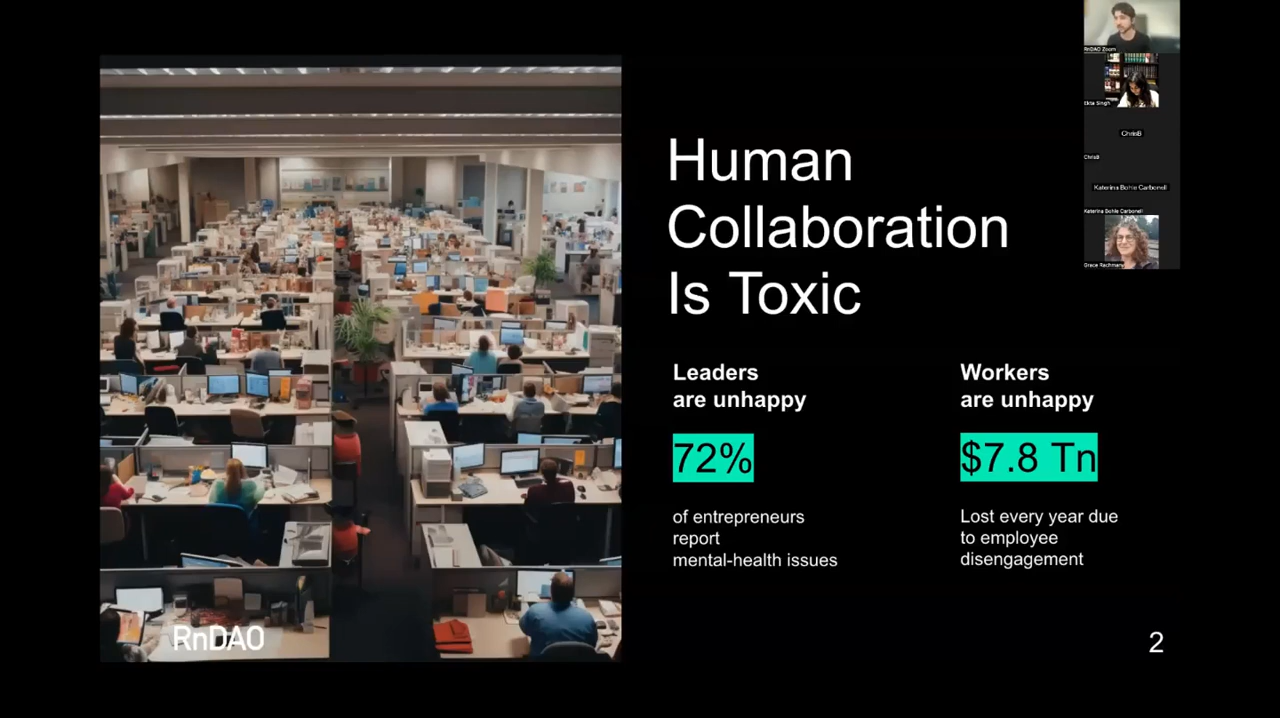 Human
Collaboration
Is Toxic
Leaders
are unhappy
72%
of entrepreneurs
report
mental-health issues
Workers
are unhappy
$7.8 Tn
Lost every year due
to employee
disengagement
RnDAO
2
RnDAO Zoom
Ekta Singh
ChrisB
ChrisB
Katerina Bohle Carbonell
Katerina Bohle Carbonell
Grace Rachmany